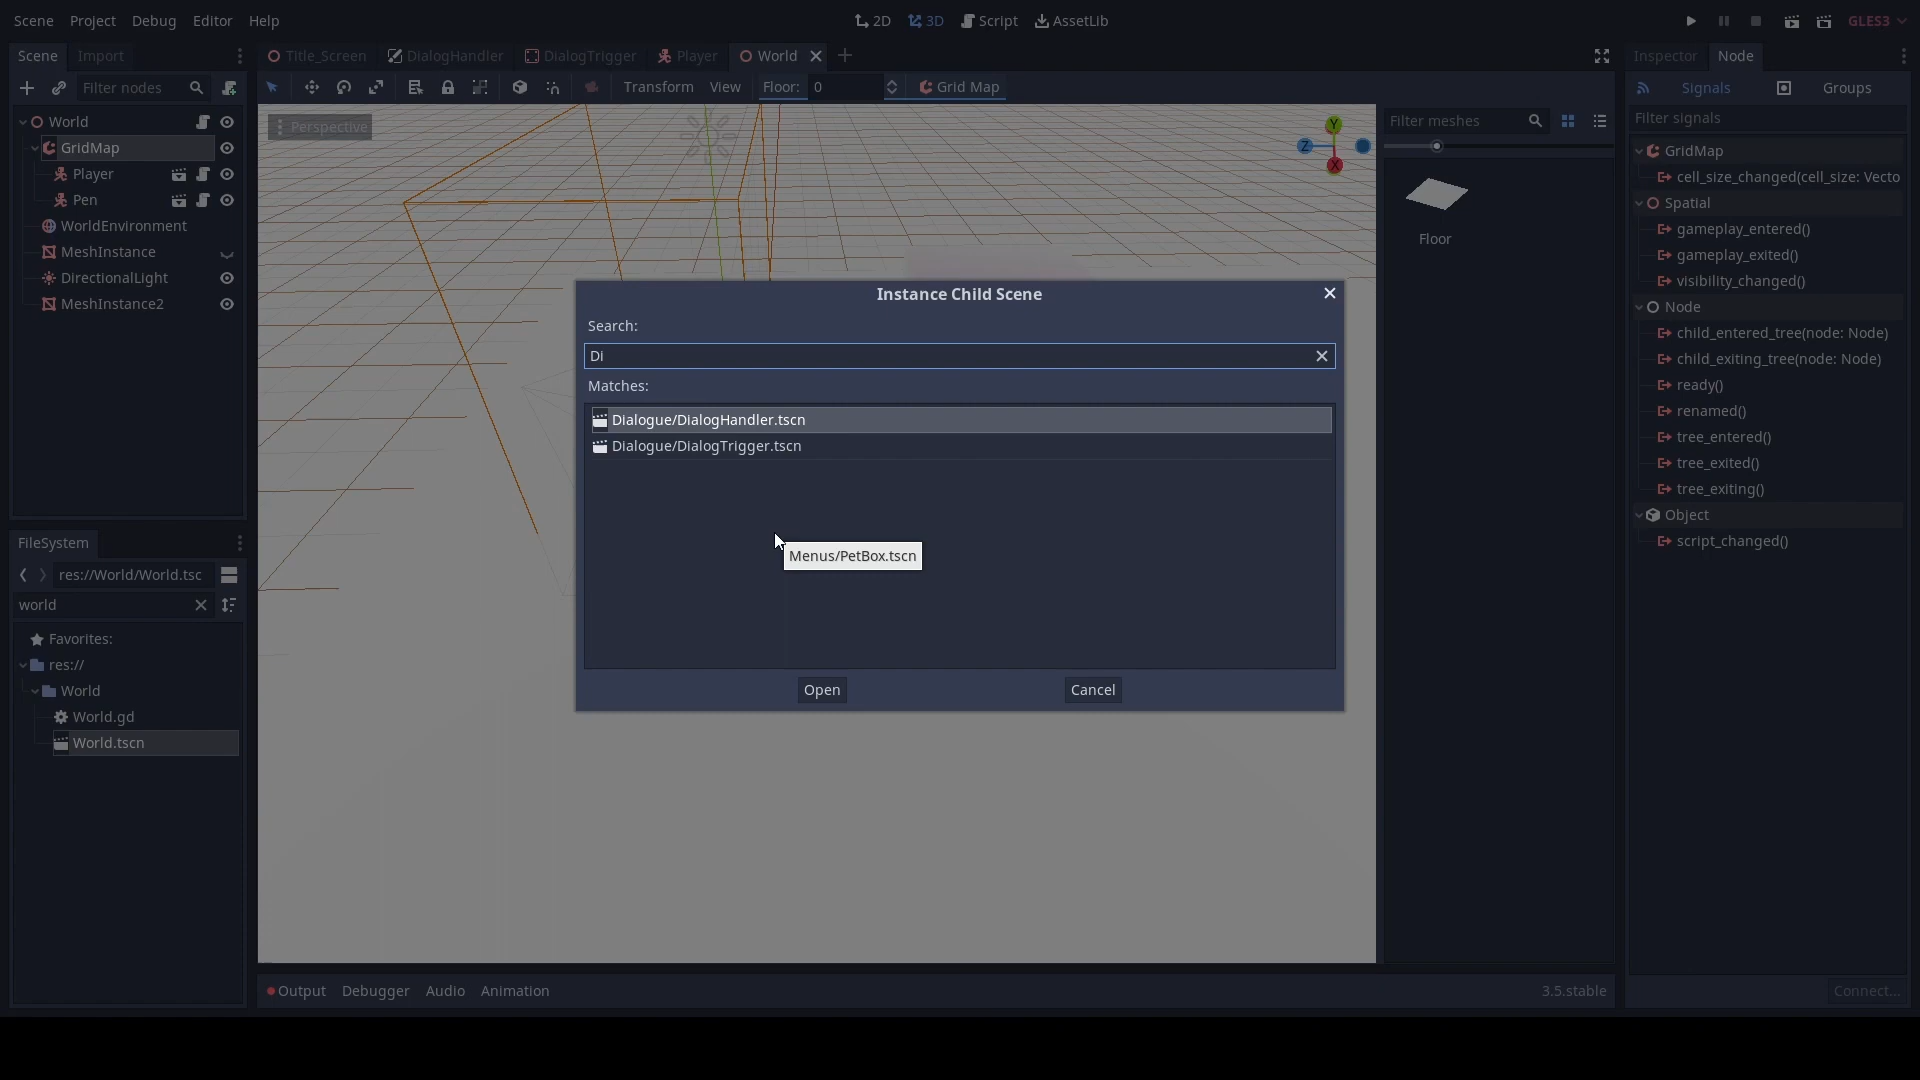 Scene Project Debug Editor Help
2D 3D Script AssetLib
GLES3
Scene Import
Title_Screen DialogHandler DialogTrigger Player World
Inspector Node
Filter nodes
Transform View Floor: 0 Grid Map
Signals Groups
World
GridMap
Player
Pen
WorldEnvironment
MeshInstance
DirectionalLight
MeshInstance2
Perspective
Y
Z
X
Filter meshes
Floor
Filter signals
GridMap
cell_size_changed(cell_size: Vecto
Spatial
gameplay_entered()
gameplay_exited()
visibility_changed()
Node
child_entered_tree(node: Node)
child_exiting_tree(node: Node)
ready()
renamed()
tree_entered()
tree_exited()
tree_exiting()
Object
script_changed()
Instance Child Scene
Search:
Di
Matches:
Dialogue/DialogHandler.tscn
Dialogue/DialogTrigger.tscn
Menus/PetBox.tscn
Open Cancel
FileSystem
res://World/World.tsc
world
Favorites:
res://
World
World.gd
World.tscn
Output Debugger Audio Animation
3.5.stable
Connect...